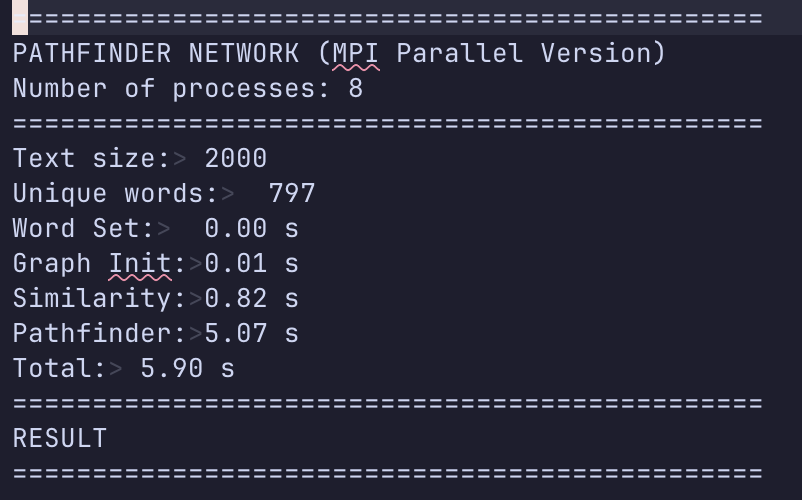 ===============================================
PATHFINDER NETWORK (MPI Parallel Version)
Number of processes: 8
===============================================
Text size:> 2000
Unique words:>  797
Word Set:>  0.00 s
Graph Init:>0.01 s
Similarity:>0.82 s
Pathfinder:>5.07 s
Total:> 5.90 s
===============================================
RESULT
===============================================